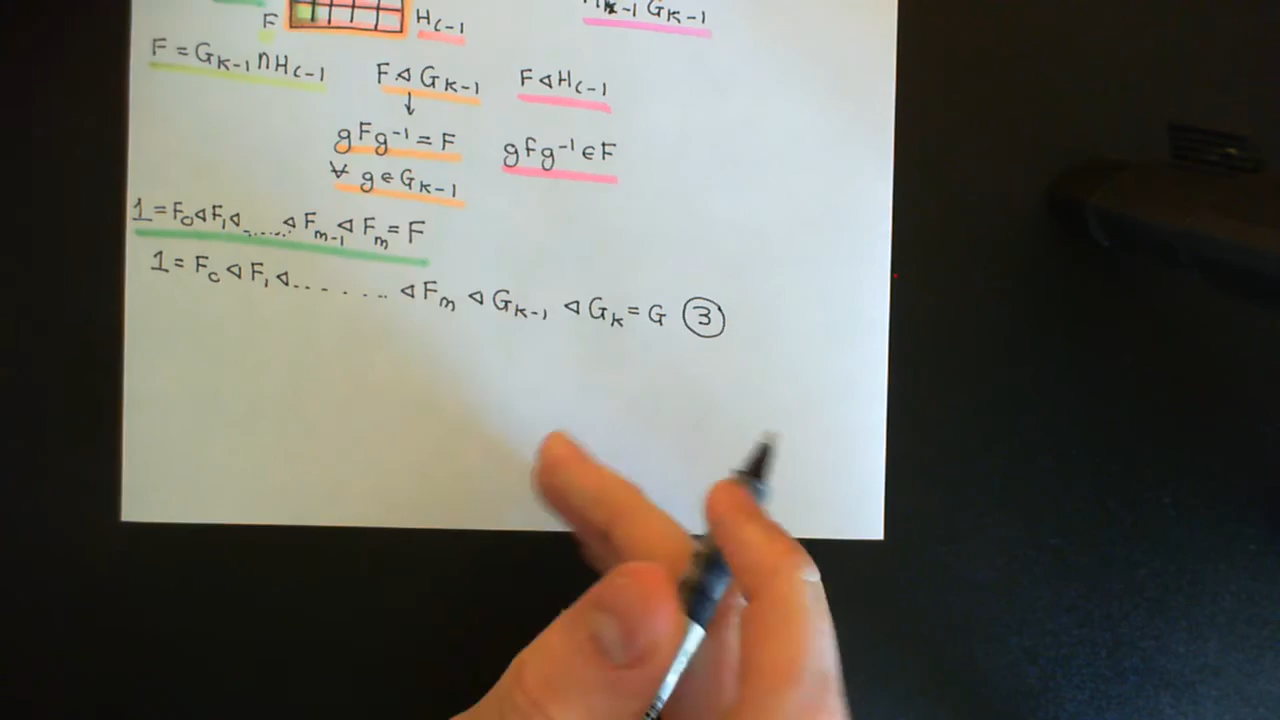 F H_{C-1} G_{K-1}
F = G_{K-1} ∩ H_{C-1} F ◁ G_{K-1} F ◁ H_{C-1}
↓
gFg^{-1} = F gfg^{-1} ∈ F
∀ g ∈ G_{K-1}
1 = F_0 ◁ F_1 ◁ ...... ◁ F_{m-1} ◁ F_m = F
1 = F_0 ◁ F_1 ◁ ....... ◁ F_m ◁ G_{K-1} ◁ G_K = G ③